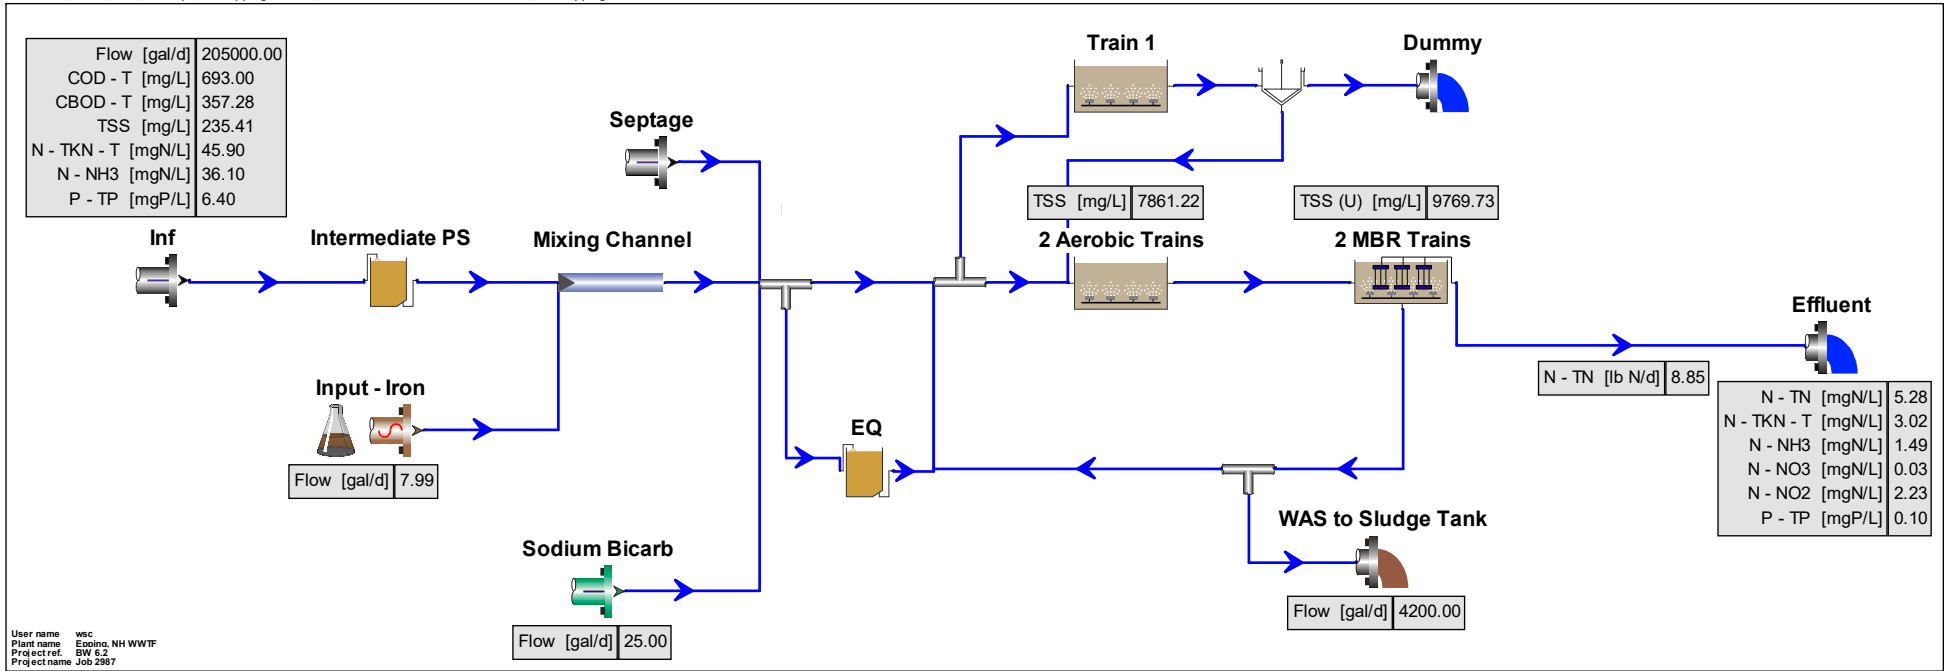 Flow [gal/d] 205000.00
COD - T [mg/L] 693.00
CBOD - T [mg/L] 357.28
TSS [mg/L] 235.41
N - TKN - T [mgN/L] 45.90
N - NH3 [mgN/L] 36.10
P - TP [mgP/L] 6.40
Train 1
Dummy
Septage
TSS [mg/L] 7861.22
TSS (U) [mg/L] 9769.73
Inf
Intermediate PS
Mixing Channel
2 Aerobic Trains
2 MBR Trains
Effluent
N - TN [lb N/d] 8.85
Input - Iron
Flow [gal/d] 7.99
EQ
N - TN [mgN/L] 5.28
N - TKN - T [mgN/L] 3.02
N - NH3 [mgN/L] 1.49
N - NO3 [mgN/L] 0.03
N - NO2 [mgN/L] 2.23
P - TP [mgP/L] 0.10
WAS to Sludge Tank
Flow [gal/d] 4200.00
Sodium Bicarb
Flow [gal/d] 25.00
User name wsc
Plant name Epping, NH WWTF
Project ref. BW 6.2
Project name Job 2987